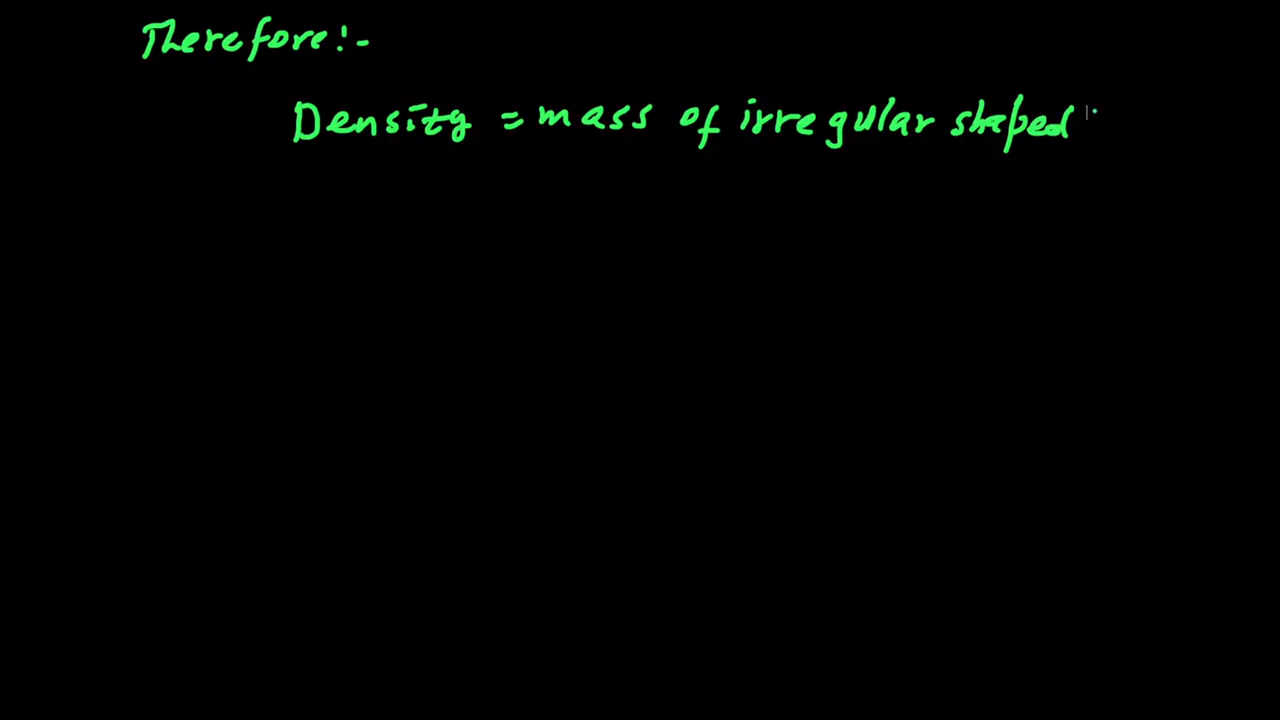 Therefore:-
Density = mass of irregular shaped